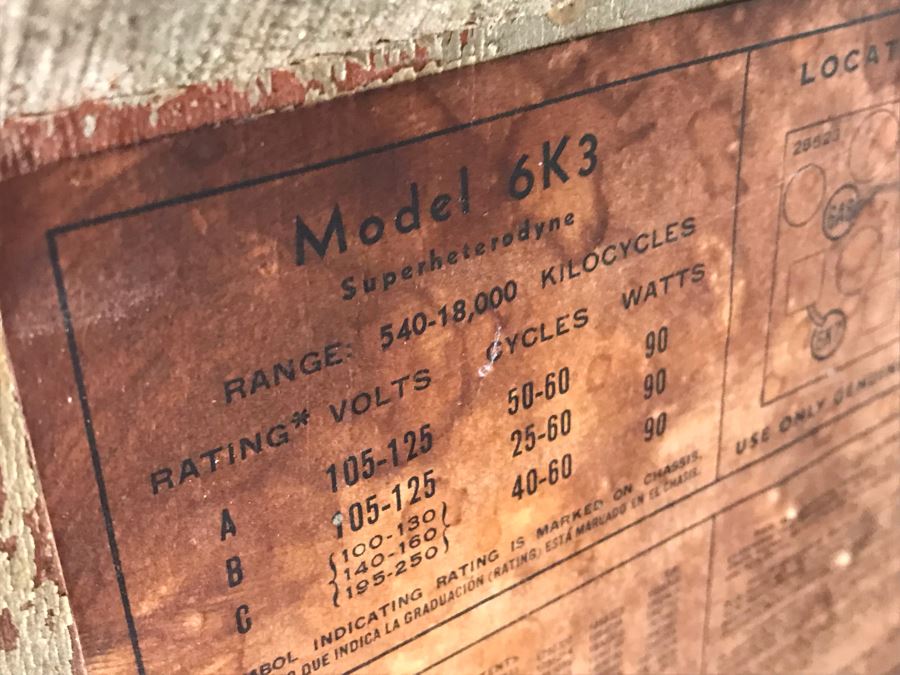 Model 6K3
Superheterodyne
RANGE: 540-18,000 KILOCYCLES
RATING* VOLTS CYCLES WATTS
A 105-125 50-60 90
B 105-125 25-60 90
C {100-130} 40-60 90
{140-160}
{195-250}
INDICATING RATING IS MARKED ON CHASSIS.
QUE INDICA LA GRADUACIÓN (RATING) ESTÁ MARCADO EN EL CHASIS.
LOCAT
USE ONLY GENUIN